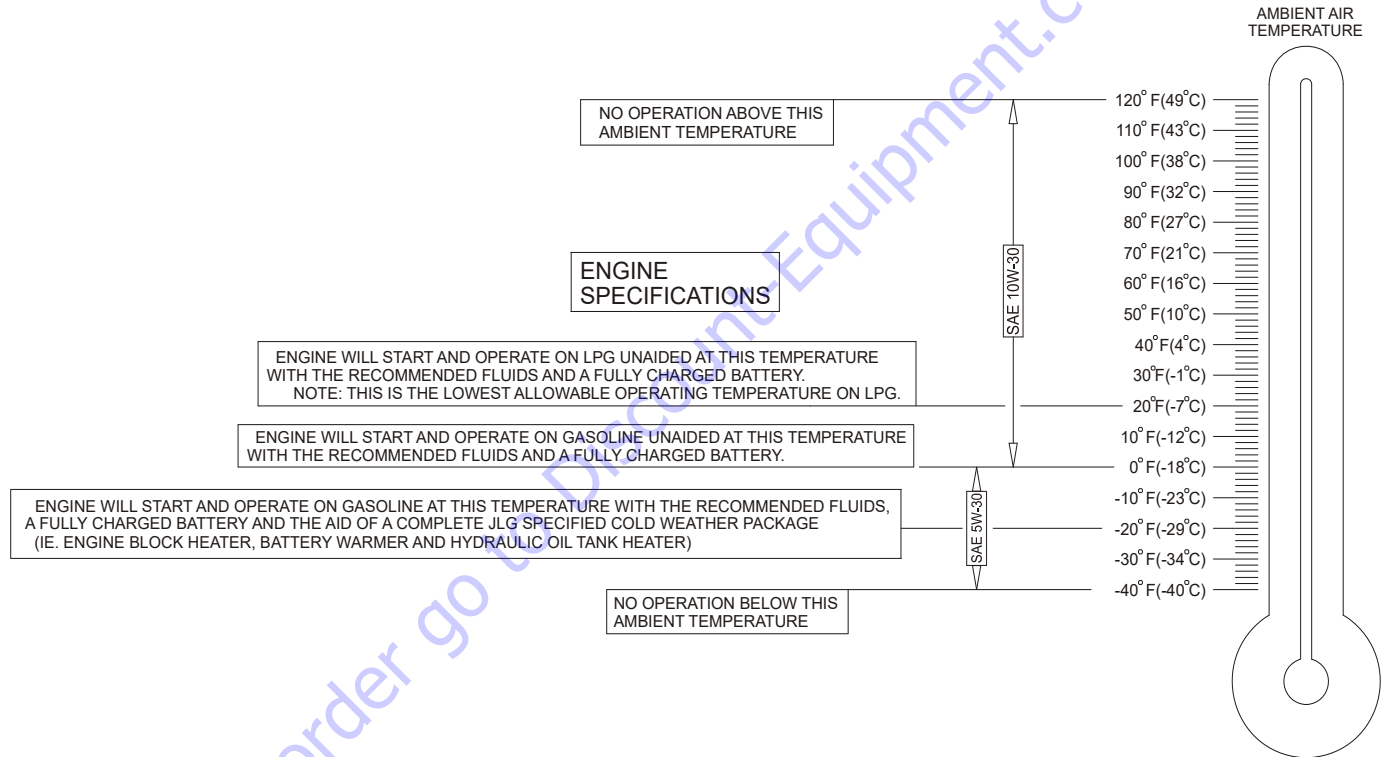 AMBIENT AIR
TEMPERATURE
NO OPERATION ABOVE THIS
AMBIENT TEMPERATURE
120° F(49°C)
110° F(43°C)
100° F(38°C)
90° F(32°C)
80° F(27°C)
70° F(21°C)
60° F(16°C)
50° F(10°C)
40°F(4°C)
30°F(-1°C)
20°F(-7°C)
10°F(-12°C)
0° F(-18°C)
-10° F(-23°C)
-20° F(-29°C)
-30° F(-34°C)
-40° F(-40°C)
SAE 10W-30
ENGINE
SPECIFICATIONS
ENGINE WILL START AND OPERATE ON LPG UNAIDED AT THIS TEMPERATURE
WITH THE RECOMMENDED FLUIDS AND A FULLY CHARGED BATTERY.
NOTE: THIS IS THE LOWEST ALLOWABLE OPERATING TEMPERATURE ON LPG.
ENGINE WILL START AND OPERATE ON GASOLINE UNAIDED AT THIS TEMPERATURE
WITH THE RECOMMENDED FLUIDS AND A FULLY CHARGED BATTERY.
SAE 5W-30
ENGINE WILL START AND OPERATE ON GASOLINE AT THIS TEMPERATURE WITH THE RECOMMENDED FLUIDS,
A FULLY CHARGED BATTERY AND THE AID OF A COMPLETE JLG SPECIFIED COLD WEATHER PACKAGE
(IE. ENGINE BLOCK HEATER, BATTERY WARMER AND HYDRAULIC OIL TANK HEATER)
NO OPERATION BELOW THIS
AMBIENT TEMPERATURE
order go to Discount-Equipment.c